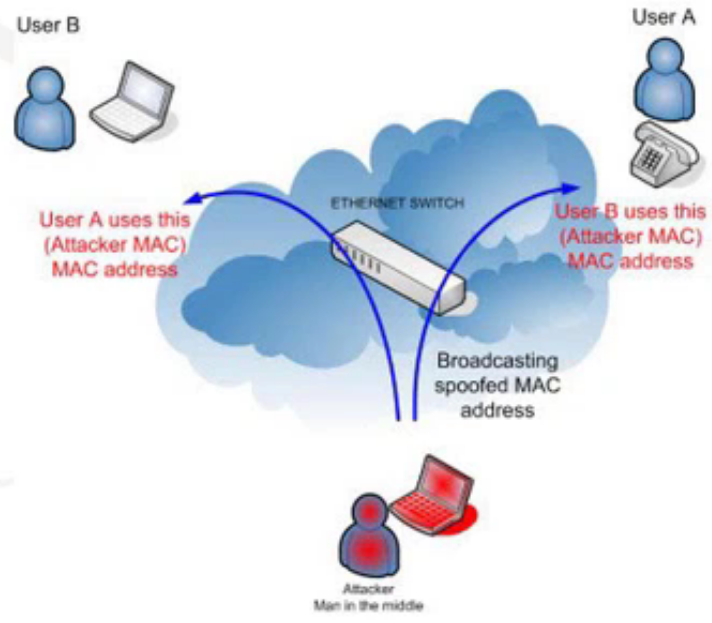 User B
User A
ETHERNET SWITCH
User A uses this
(Attacker MAC)
MAC address
User B uses this
(Attacker MAC)
MAC address
Broadcasting
spoofed MAC
address
Attacker
Man in the middle